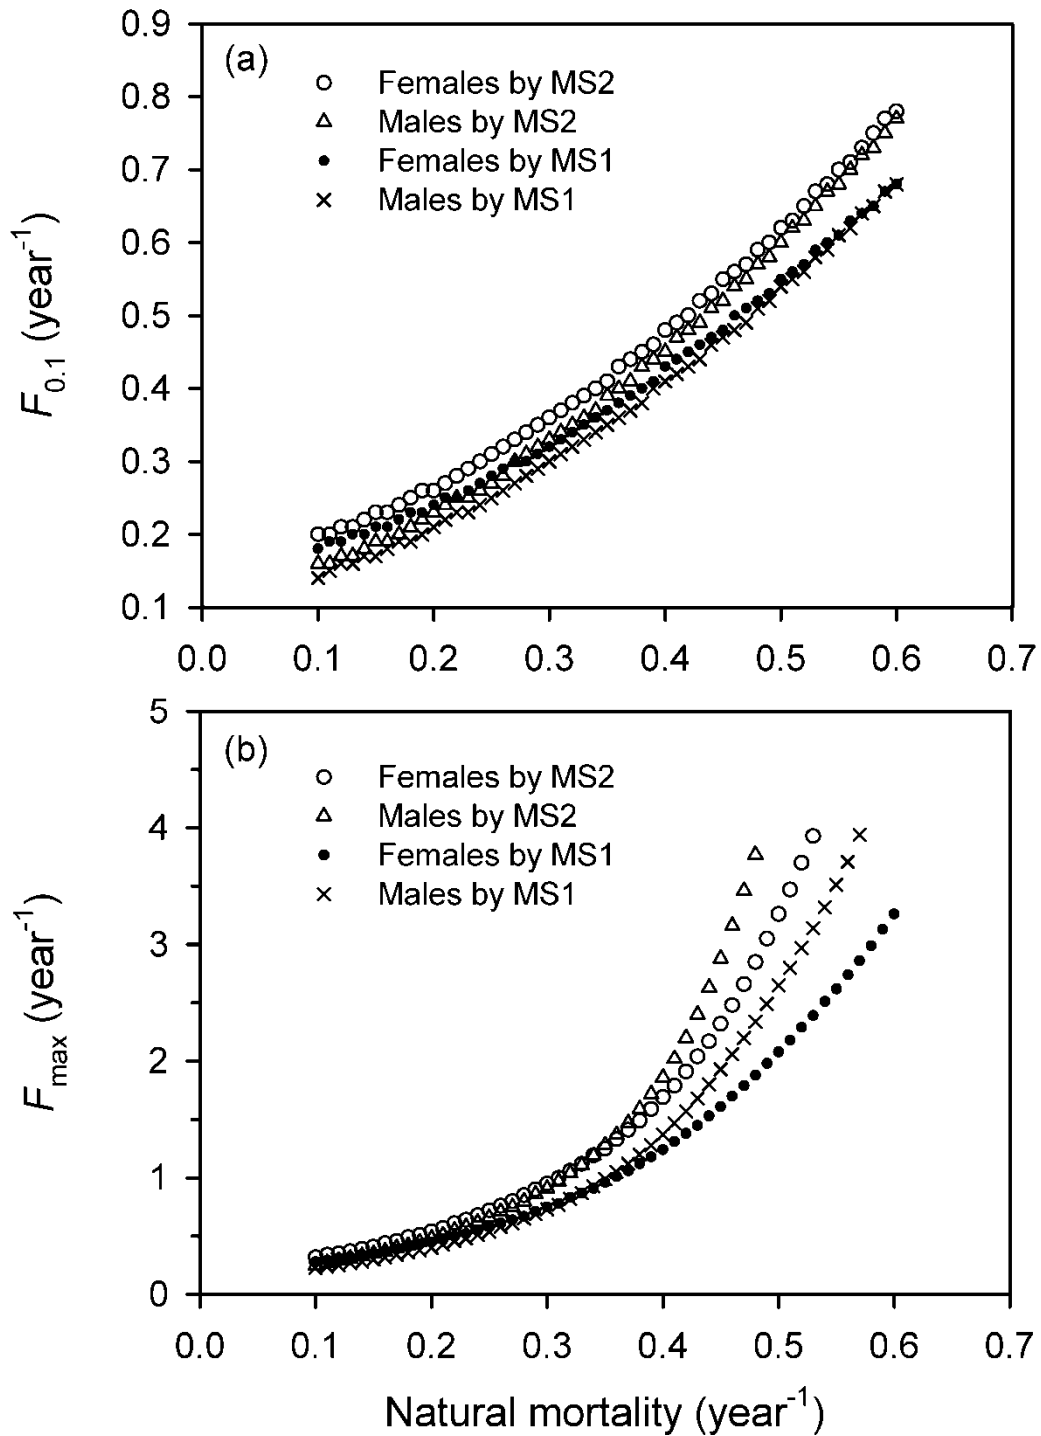 0.9
(a)
Females by MS2
0.8
Males by MS2
Females by MS1
0.7
Males by MS1
0.6
0.5
0.4
0.3
0.2
0.1
F0.1 (year-1)
0.0 0.1 0.2 0.3 0.4 0.5 0.6 0.7
5
(b)
Females by MS2
Males by MS2
4
Females by MS1
Males by MS1
3
2
1
0
Fmax (year-1)
0.0 0.1 0.2 0.3 0.4 0.5 0.6 0.7
Natural mortality (year-1)